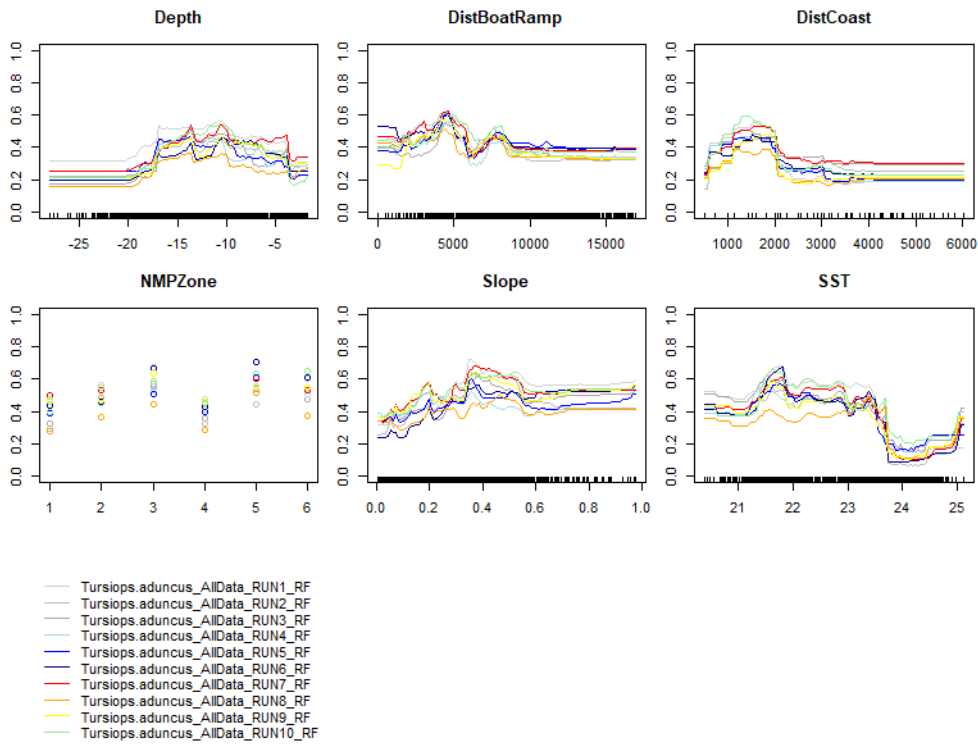 Depth
DistBoatRamp
DistCoast
0.0 0.2 0.4 0.6 0.8 1.0
0.0 0.2 0.4 0.6 0.8 1.0
0.0 0.2 0.4 0.6 0.8 1.0
-25 -20 -15 -10 -5
0 5000 10000 15000
1000 2000 3000 4000 5000 6000
NMPZone
Slope
SST
0.0 0.2 0.4 0.6 0.8 1.0
0.0 0.2 0.4 0.6 0.8 1.0
0.0 0.2 0.4 0.6 0.8 1.0
1 2 3 4 5 6
0.0 0.2 0.4 0.6 0.8 1.0
21 22 23 24 25
Tursiops.aduncus_AllData_RUN1_RF
Tursiops.aduncus_AllData_RUN2_RF
Tursiops.aduncus_AllData_RUN3_RF
Tursiops.aduncus_AllData_RUN4_RF
Tursiops.aduncus_AllData_RUN5_RF
Tursiops.aduncus_AllData_RUN6_RF
Tursiops.aduncus_AllData_RUN7_RF
Tursiops.aduncus_AllData_RUN8_RF
Tursiops.aduncus_AllData_RUN9_RF
Tursiops.aduncus_AllData_RUN10_RF